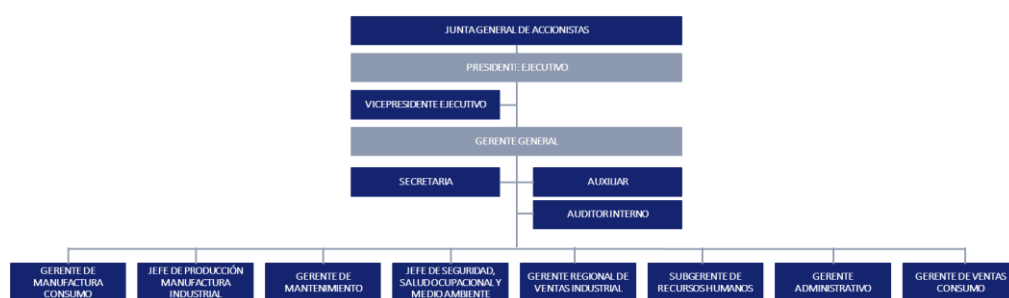 JUNTA GENERAL DE ACCIONISTAS
PRESIDENTE EJECUTIVO
VICEPRESIDENTE EJECUTIVO
GERENTE GENERAL
SECRETARIA
AUXILIAR
AUDITOR INTERNO
GERENTE DE
MANUFACTURA
CONSUMO
JEFE DE PRODUCCIÓN
MANUFACTURA
INDUSTRIAL
GERENTE DE
MANTENIMIENTO
JEFE DE SEGURIDAD,
SALUD OCUPACIONAL Y
MEDIO AMBIENTE
GERENTE REGIONAL DE
VENTAS INDUSTRIAL
SUBGERENTE DE
RECURSOS HUMANOS
GERENTE
ADMINISTRATIVO
GERENTE DE VENTAS
CONSUMO